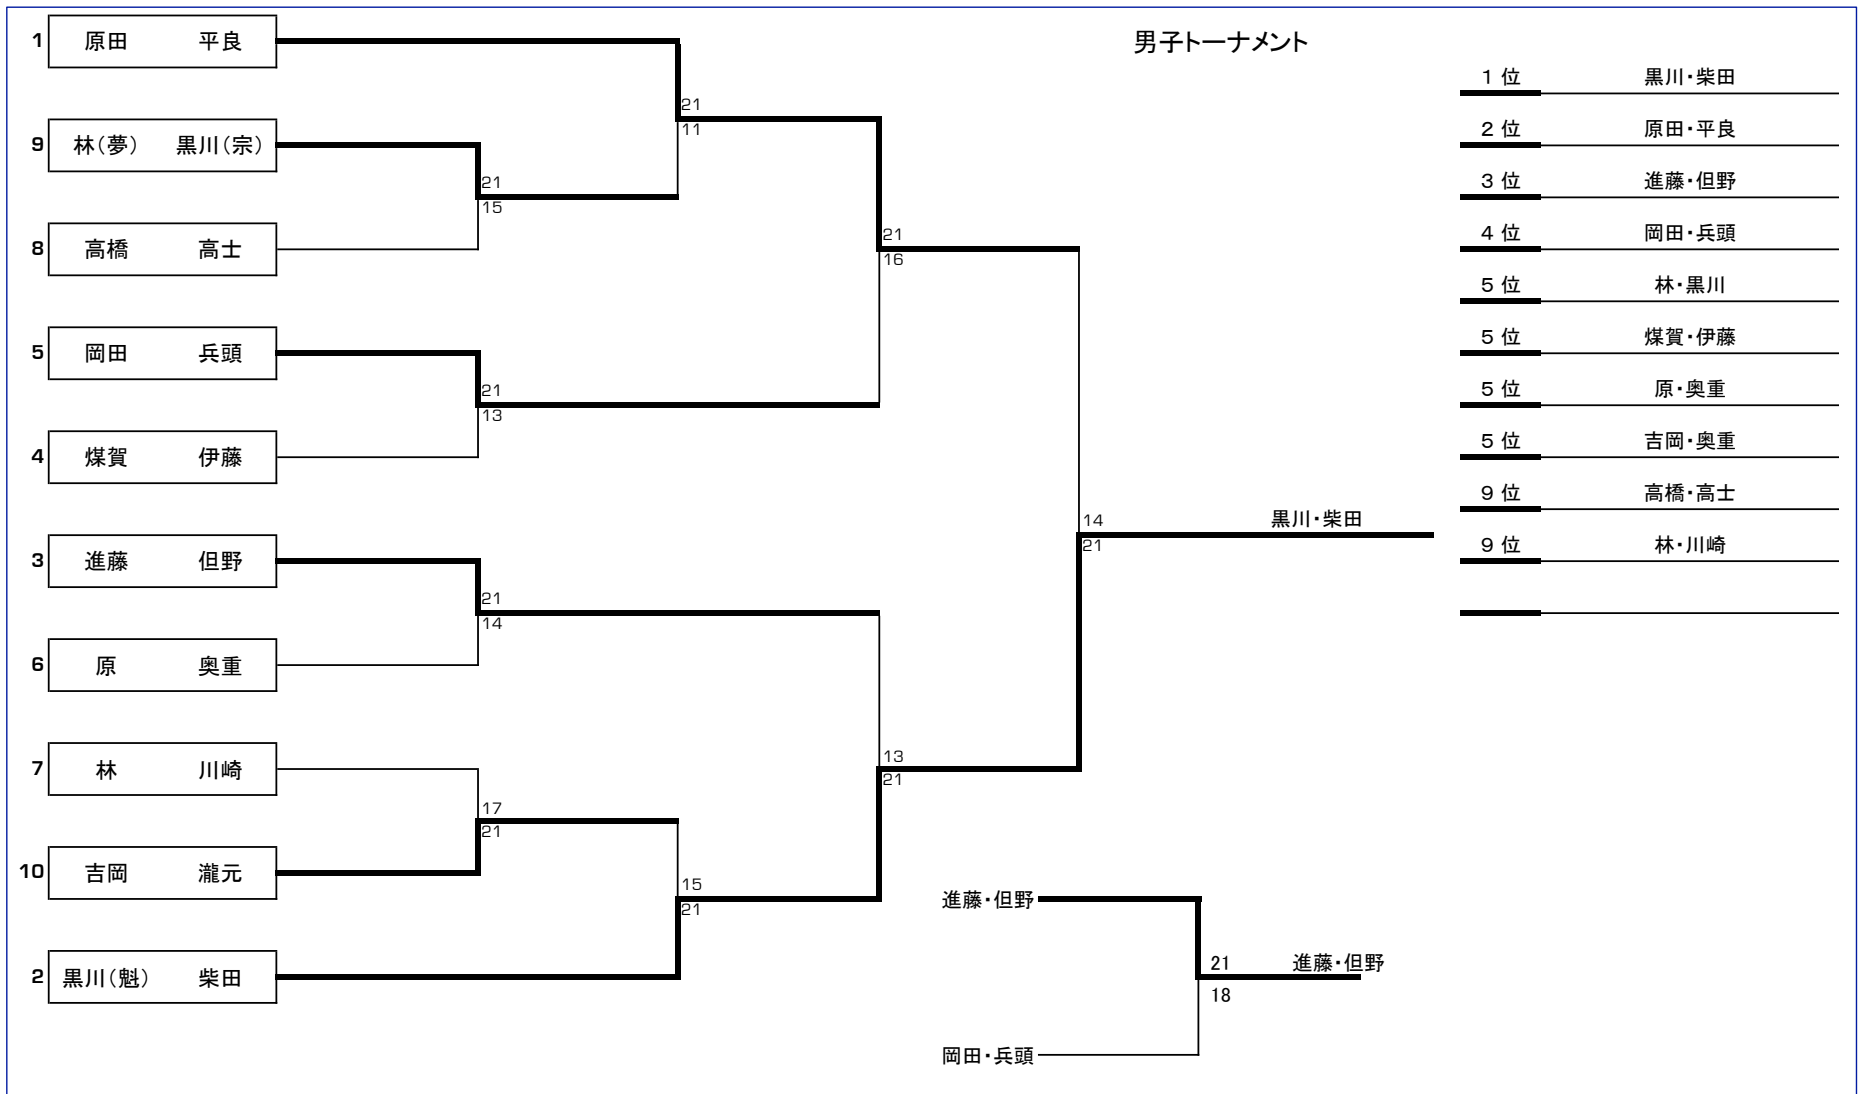 男子トーナメント
1 原田 平良
21
11
9 林(夢) 黒川(宗)
21
15
8 高橋 高士
21
16
5 岡田 兵頭
21
13
4 煤賀 伊藤
14
21
黒川・柴田
3 進藤 但野
21
14
6 原 奥重
13
21
7 林 川崎
17
21
10 吉岡 瀧元
15
21
2 黒川(魁) 柴田
進藤・但野
21
18
進藤・但野
岡田・兵頭
1 位 黒川・柴田
2 位 原田・平良
3 位 進藤・但野
4 位 岡田・兵頭
5 位 林・黒川
5 位 煤賀・伊藤
5 位 原・奥重
5 位 吉岡・奥重
9 位 高橋・高士
9 位 林・川崎